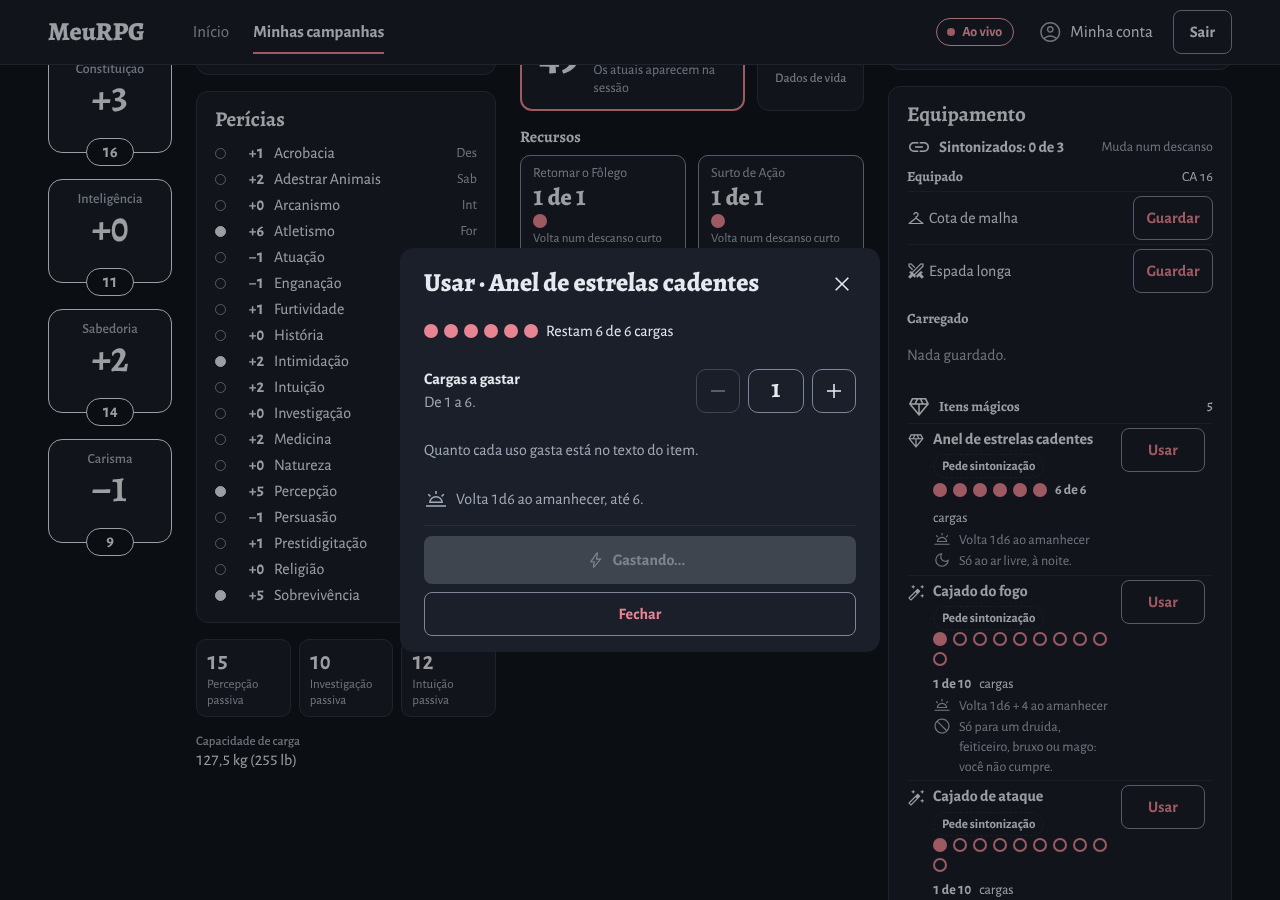 MeuRPG
Início
Minhas campanhas
Ao vivo
Minha conta
Sair
Constituição
+3
16
Inteligência
+0
11
Sabedoria
+2
14
Carisma
−1
9
Perícias
+1 Acrobacia Des
+2 Adestrar Animais Sab
+0 Arcanismo Int
+6 Atletismo For
−1 Atuação
−1 Enganação
+1 Furtividade
+0 História
+2 Intimidação
+2 Intuição
+0 Investigação
+2 Medicina
+0 Natureza
+5 Percepção
−1 Persuasão
+1 Prestidigitação
+0 Religião
+5 Sobrevivência
15
Percepção
passiva
10
Investigação
passiva
12
Intuição
passiva
Capacidade de carga
127,5 kg (255 lb)
Os atuais aparecem na
sessão
Dados de vida
Recursos
Retomar o Fôlego
1 de 1
Volta num descanso curto
Surto de Ação
1 de 1
Volta num descanso curto
Usar · Anel de estrelas cadentes
Restam 6 de 6 cargas
Cargas a gastar
De 1 a 6.
1
Quanto cada uso gasta está no texto do item.
Volta 1d6 ao amanhecer, até 6.
Gastando...
Fechar
Equipamento
Sintonizados: 0 de 3
Muda num descanso
Equipado
CA 16
Cota de malha
Guardar
Espada longa
Guardar
Carregado
Nada guardado.
Itens mágicos
5
Anel de estrelas cadentes
Usar
Pede sintonização
6 de 6
cargas
Volta 1d6 ao amanhecer
Só ao ar livre, à noite.
Cajado do fogo
Usar
Pede sintonização
1 de 10 cargas
Volta 1d6 + 4 ao amanhecer
Só para um druida,
feiticeiro, bruxo ou mago:
você não cumpre.
Cajado de ataque
Usar
Pede sintonização
1 de 10 cargas